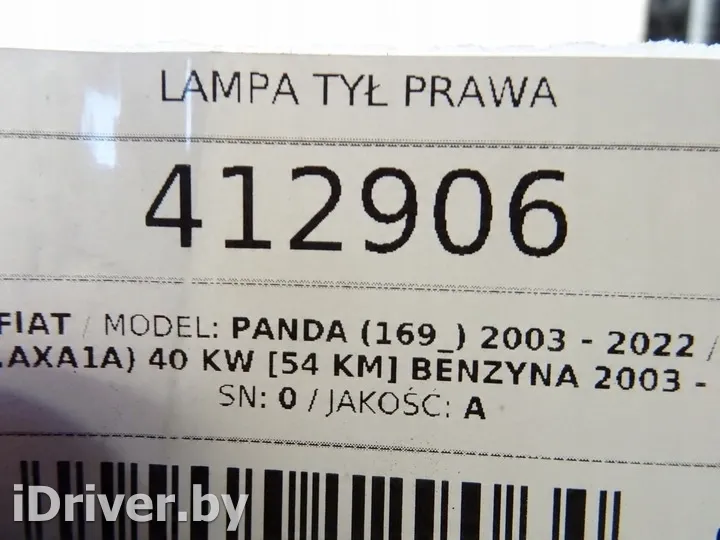 LAMPA TYŁ PRAWA
412906
FIAT / MODEL: PANDA (169_) 2003 - 2022 /
.AXA1A) 40 KW [54 KM] BENZYNA 2003 -
SN: 0 / JAKOŚĆ: A
iDriver.by